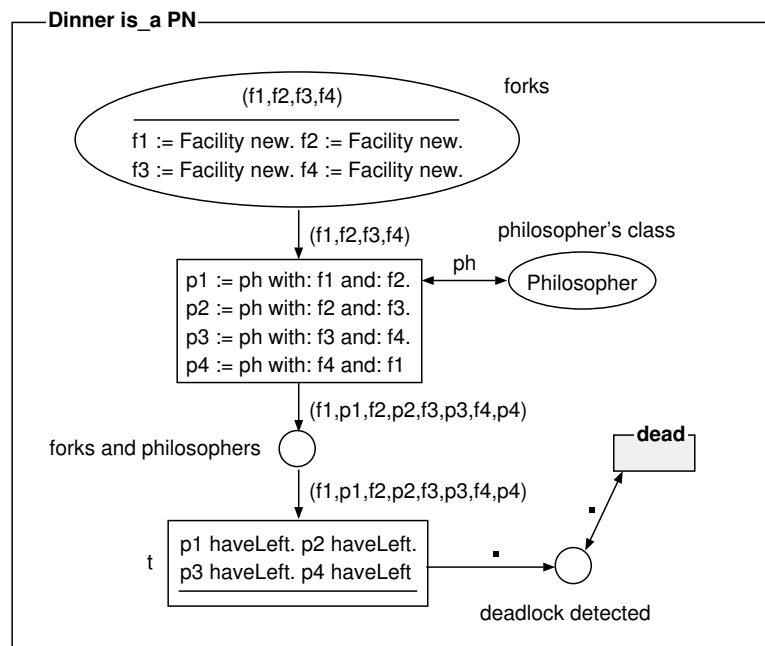 Dinner is_a PN
forks
(f1,f2,f3,f4)
f1 := Facility new. f2 := Facility new.
f3 := Facility new. f4 := Facility new.
(f1,f2,f3,f4)
philosopher's class
p1 := ph with: f1 and: f2.
p2 := ph with: f2 and: f3.
p3 := ph with: f3 and: f4.
p4 := ph with: f4 and: f1
ph
Philosopher
(f1,p1,f2,p2,f3,p3,f4,p4)
forks and philosophers
dead
(f1,p1,f2,p2,f3,p3,f4,p4)
t
p1 haveLeft. p2 haveLeft.
p3 haveLeft. p4 haveLeft
deadlock detected